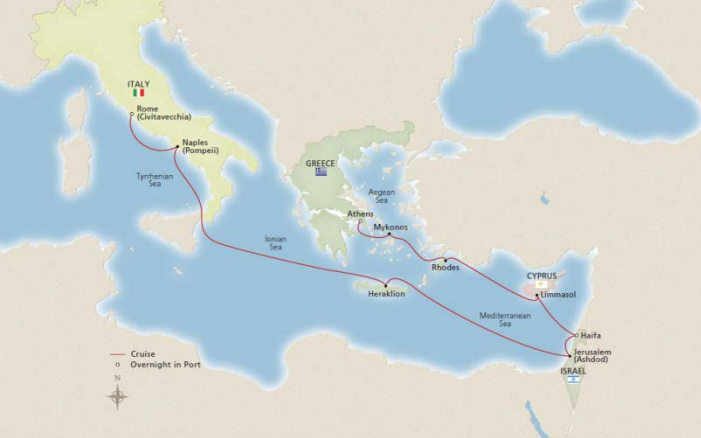 ITALY
Rome
(Civitavecchia)
Naples
(Pompeii)
Tyrrhenian
Sea
GREECE
Aegean
Sea
Athens
Mykonos
Ionian
Sea
Rhodes
CYPRUS
Limmasol
Heraklion
Mediterranean
Sea
Haifa
Jerusalem
(Ashdod)
ISRAEL
Cruise
Overnight in Port
N